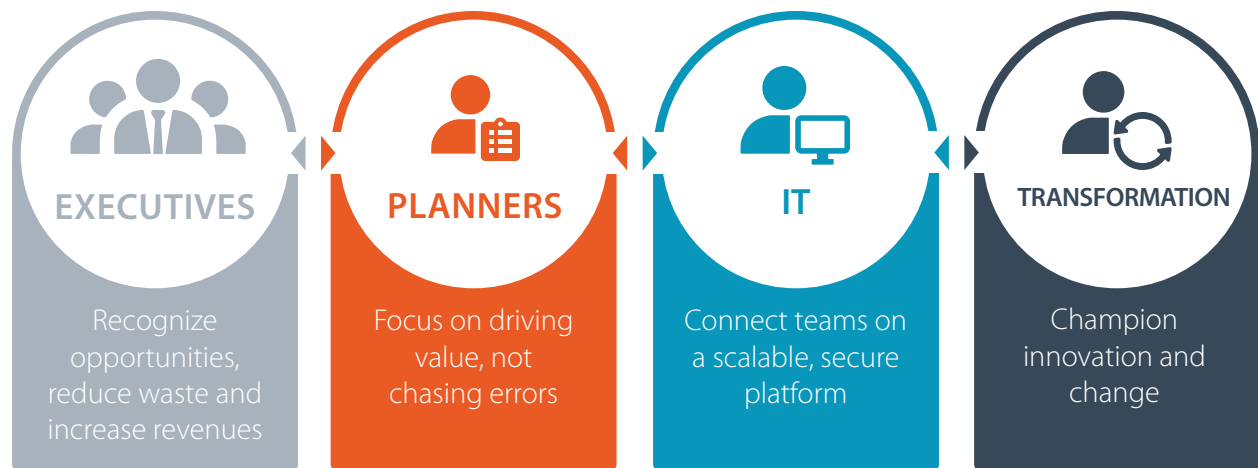 EXECUTIVES
Recognize
opportunities,
reduce waste and
increase revenues
PLANNERS
Focus on driving
value, not
chasing errors
IT
Connect teams on
a scalable, secure
platform
TRANSFORMATION
Champion
innovation and
change